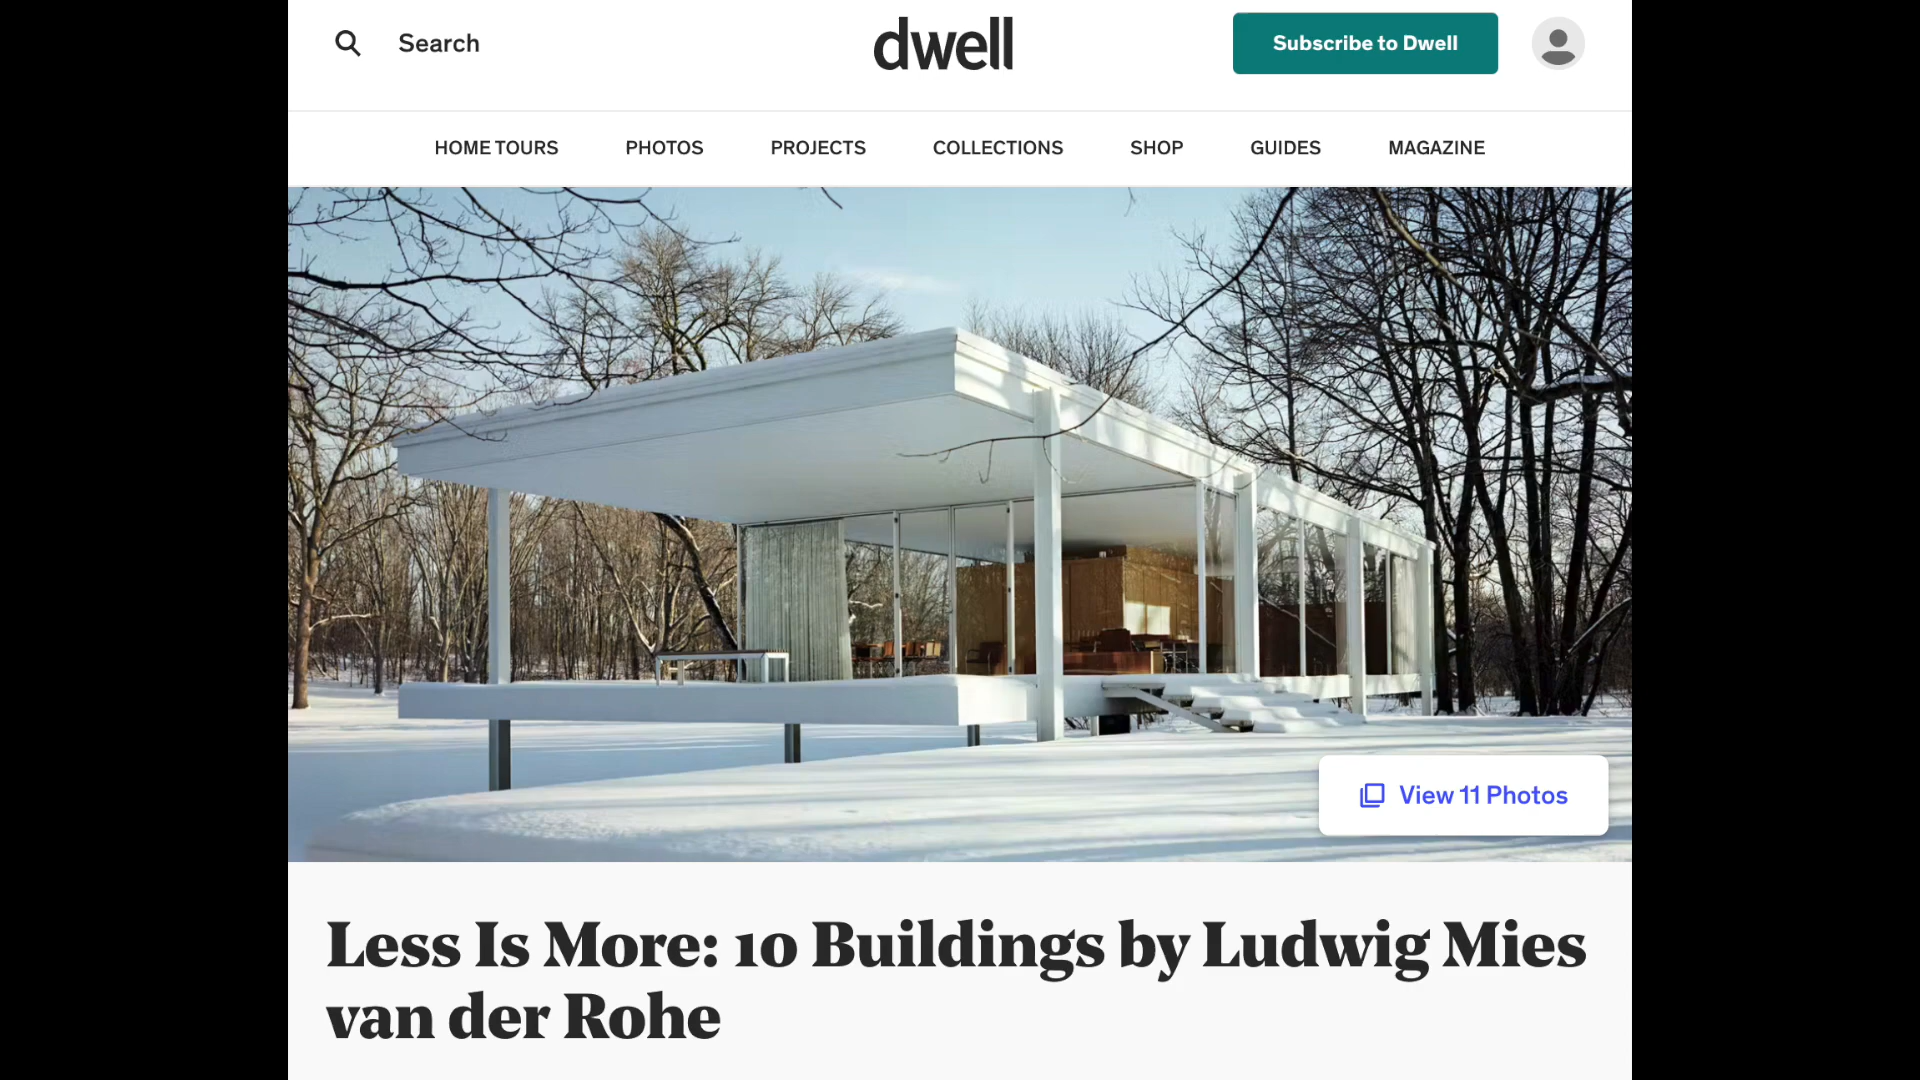 Search
dwell
Subscribe to Dwell
HOME TOURS PHOTOS PROJECTS COLLECTIONS SHOP GUIDES MAGAZINE
View 11 Photos
Less Is More: 10 Buildings by Ludwig Mies
van der Rohe